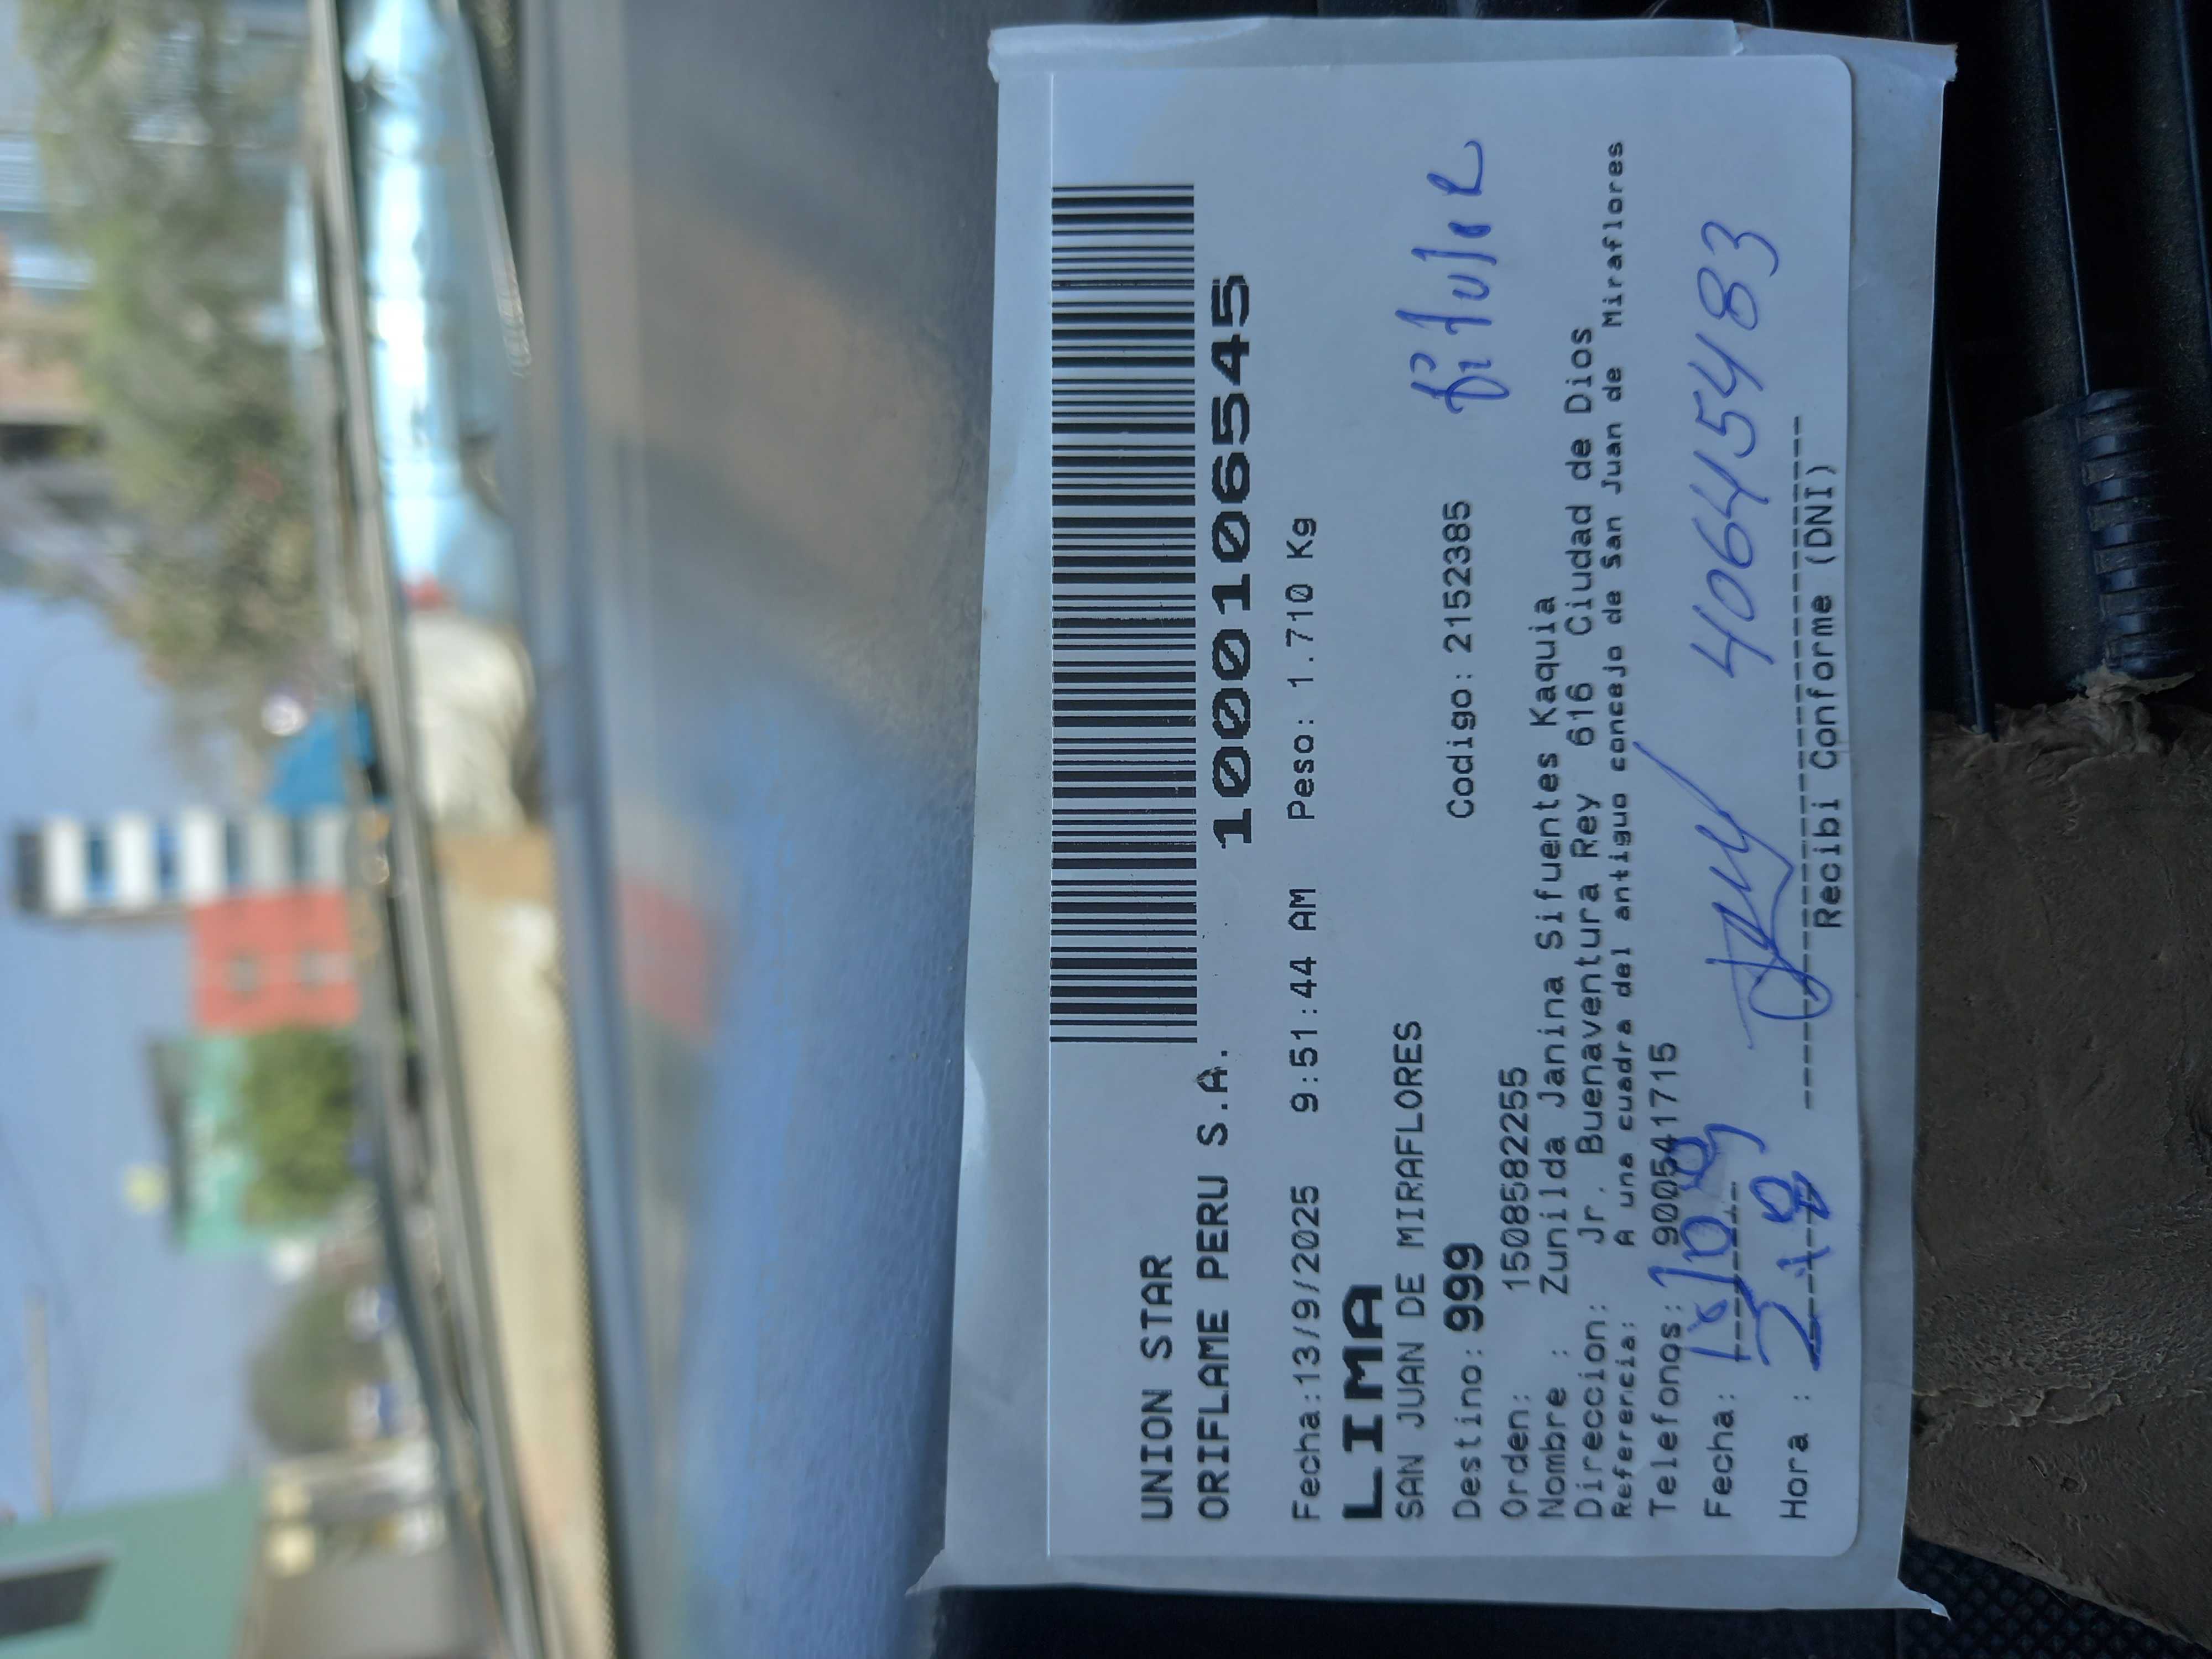 UNION STAR
ORIFLAME PERU S.A.
1000106545
Fecha:13/9/2025 9:51:44 AM Peso: 1.710 Kg
LIMA
SAN JUAN DE MIRAFLORES
Destino: 999 Codigo: 2152385
Titular
Orden: 1508582255
Nombre : Zunilda Janina Sifuentes Kaquia
Direccion: Jr. Buenaventura Rey 616 Ciudad de Dios
Referencia: A una cuadra del antiguo concejo de San Juan de Miraflores
Telefonos: 900541715
Fecha:
40645483
Hora :
Recibi Conforme (DNI)